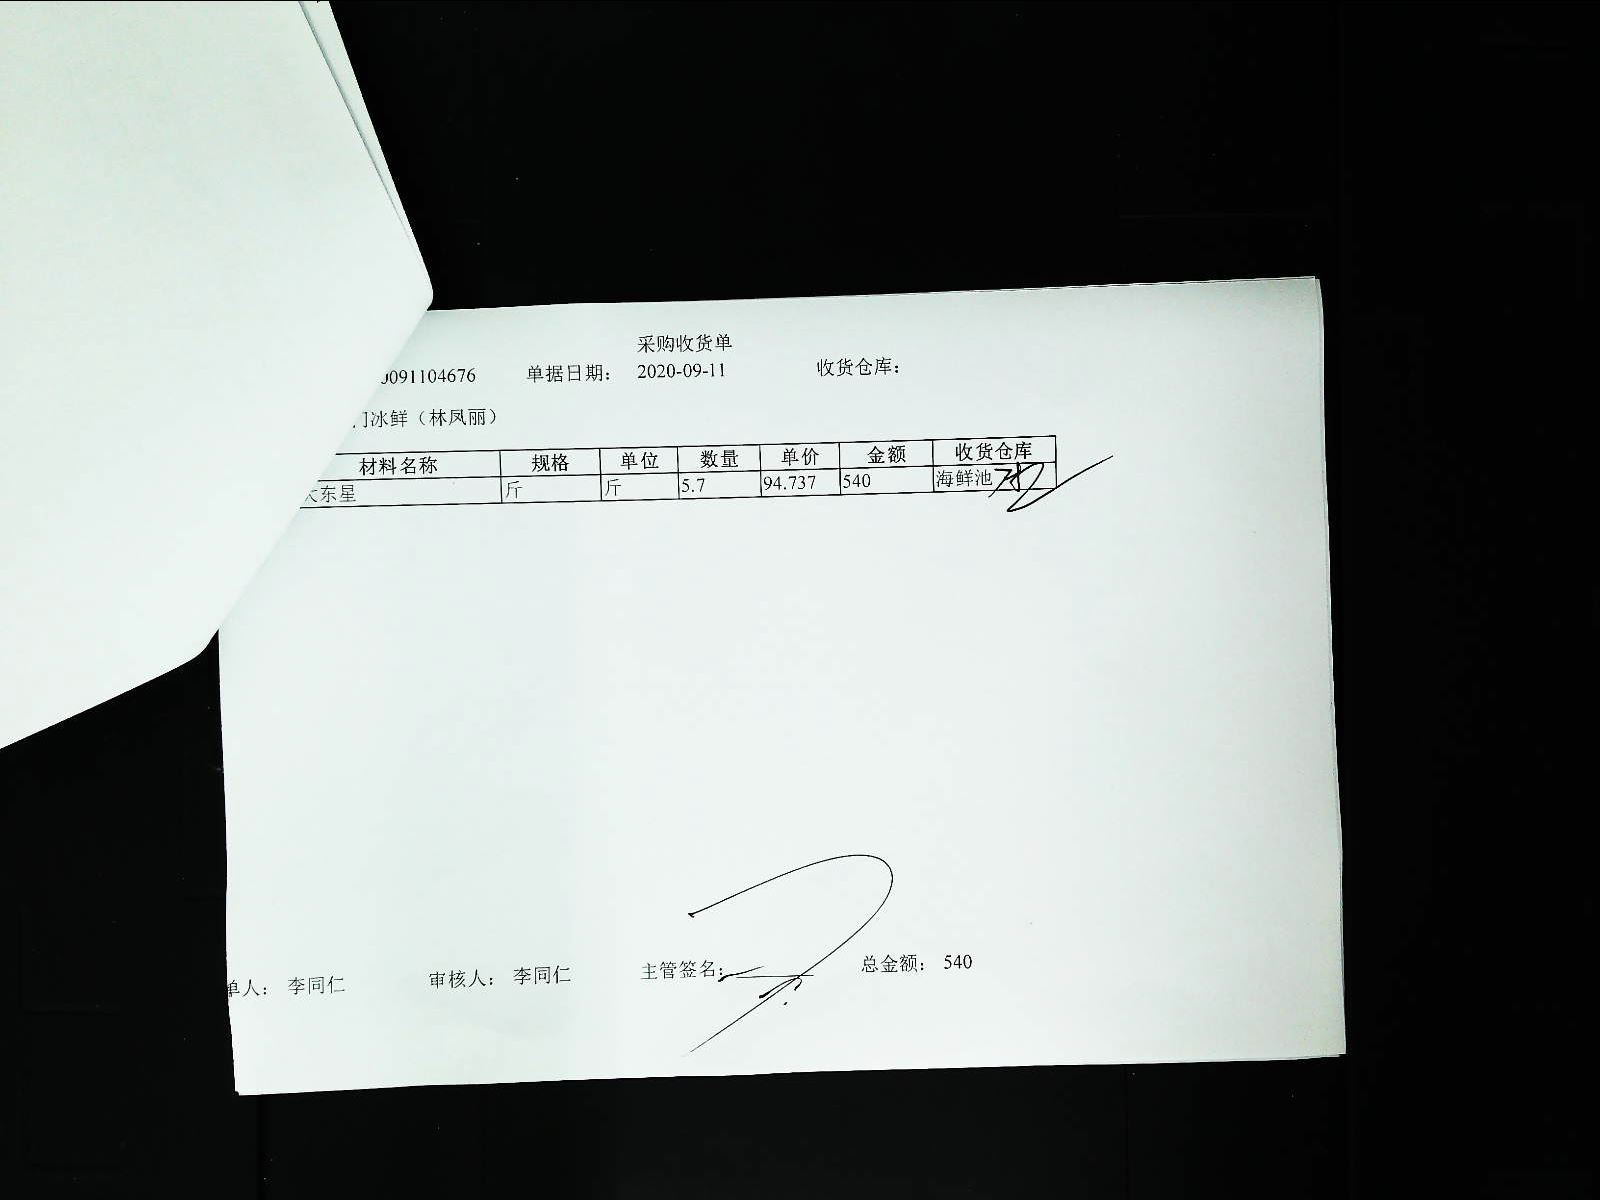 采购收货单
0091104676 单据日期: 2020-09-11 收货仓库:
门冰鲜（林凤丽）
材料名称 规格 单位 数量 单价 金额 收货仓库
大东星 斤 斤 5.7 94.737 540 海鲜池
单人: 李同仁 审核人: 李同仁 主管签名: 总金额: 540